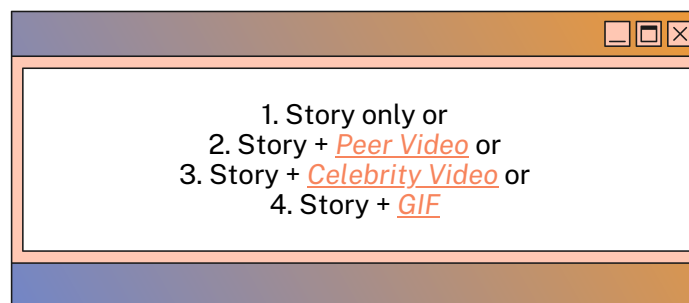 1. Story only or
2. Story + Peer Video or
3. Story + Celebrity Video or
4. Story + GIF